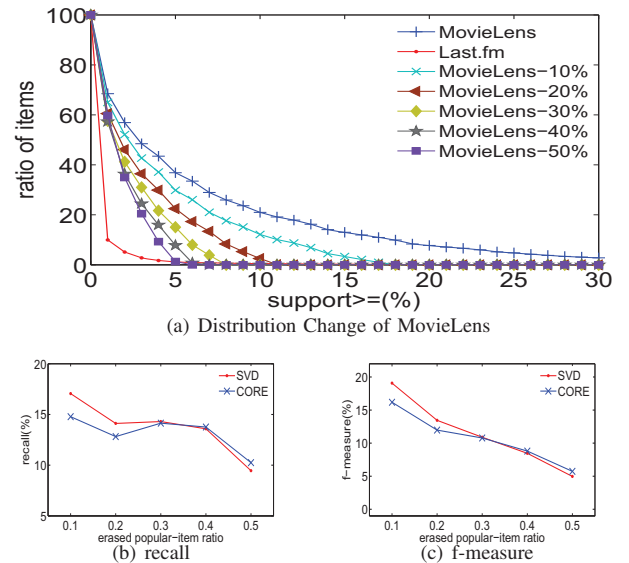 100
80
60
40
20
0
ratio of items
MovieLens
Last.fm
MovieLens-10%
MovieLens-20%
MovieLens-30%
MovieLens-40%
MovieLens-50%
0 5 10 15 20 25 30
support>=(%)
(a) Distribution Change of MovieLens
20
15
10
5
recall(%)
SVD
CORE
0.1 0.2 0.3 0.4 0.5
erased popular-item ratio
(b) recall
20
15
10
5
0
f-measure(%)
SVD
CORE
0.1 0.2 0.3 0.4 0.5
erased popular-item ratio
(c) f-measure